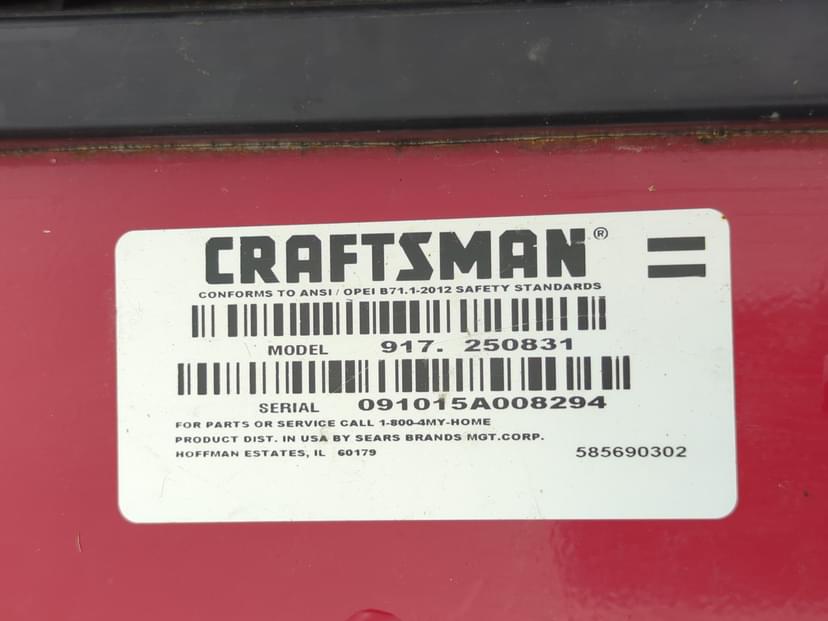 CRAFTSMAN®
CONFORMS TO ANSI / OPEI B71.1-2012 SAFETY STANDARDS
MODEL 917. 250831
SERIAL 091015A008294
FOR PARTS OR SERVICE CALL 1-800-4MY-HOME
PRODUCT DIST. IN USA BY SEARS BRANDS MGT.CORP.
HOFFMAN ESTATES, IL 60179 585690302